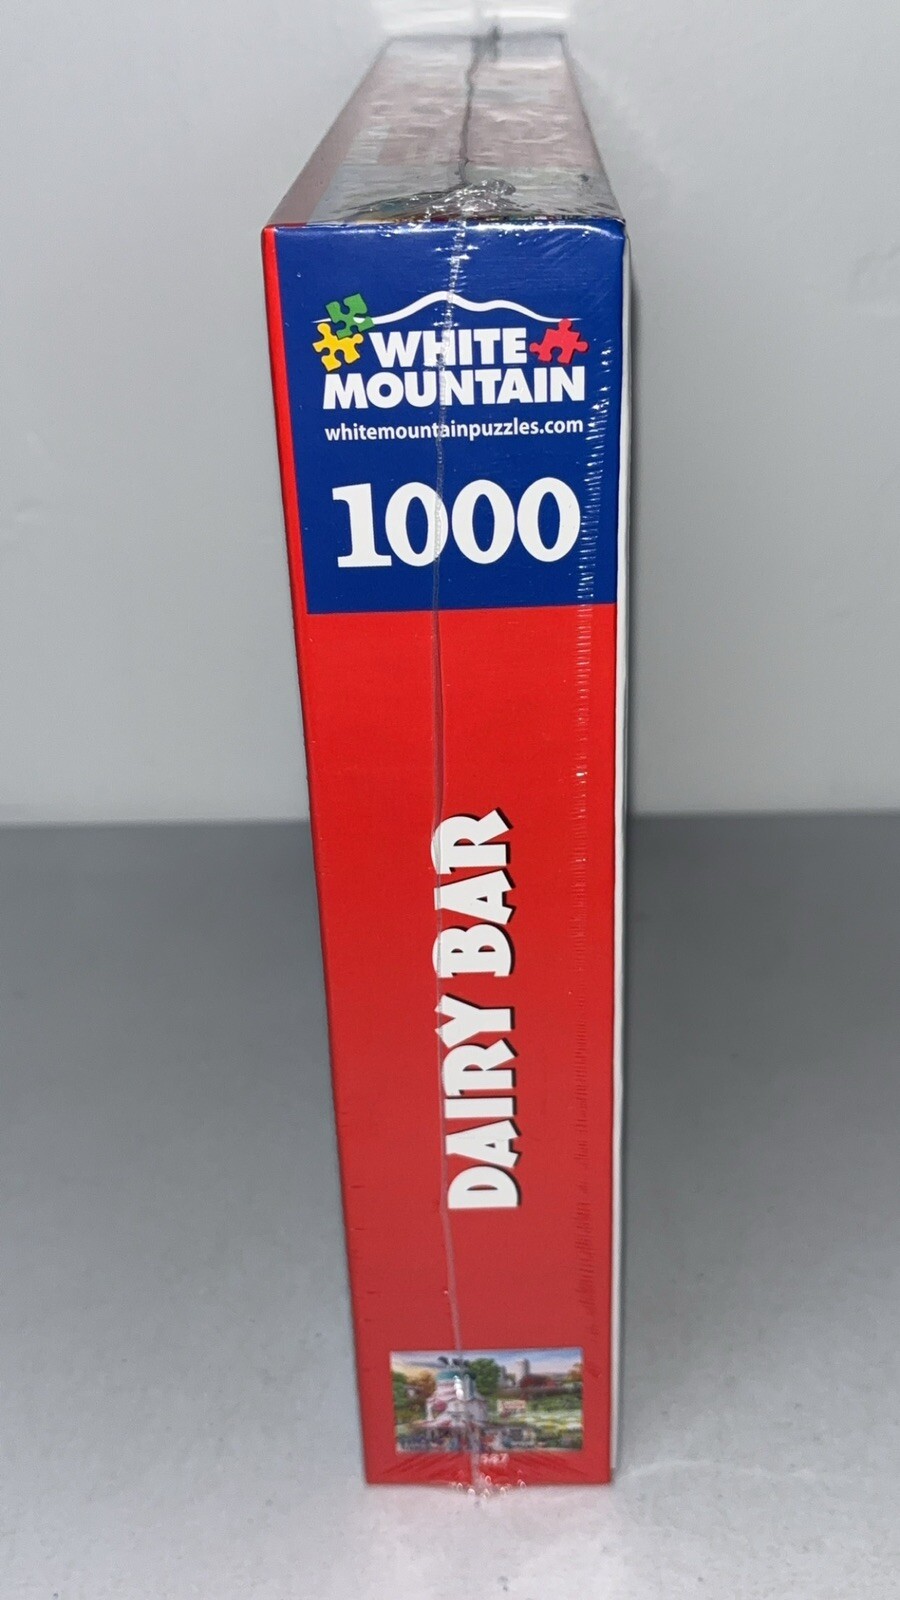 WHITE
MOUNTAIN
whitemountainpuzzles.com
1000
DAIRY BAR